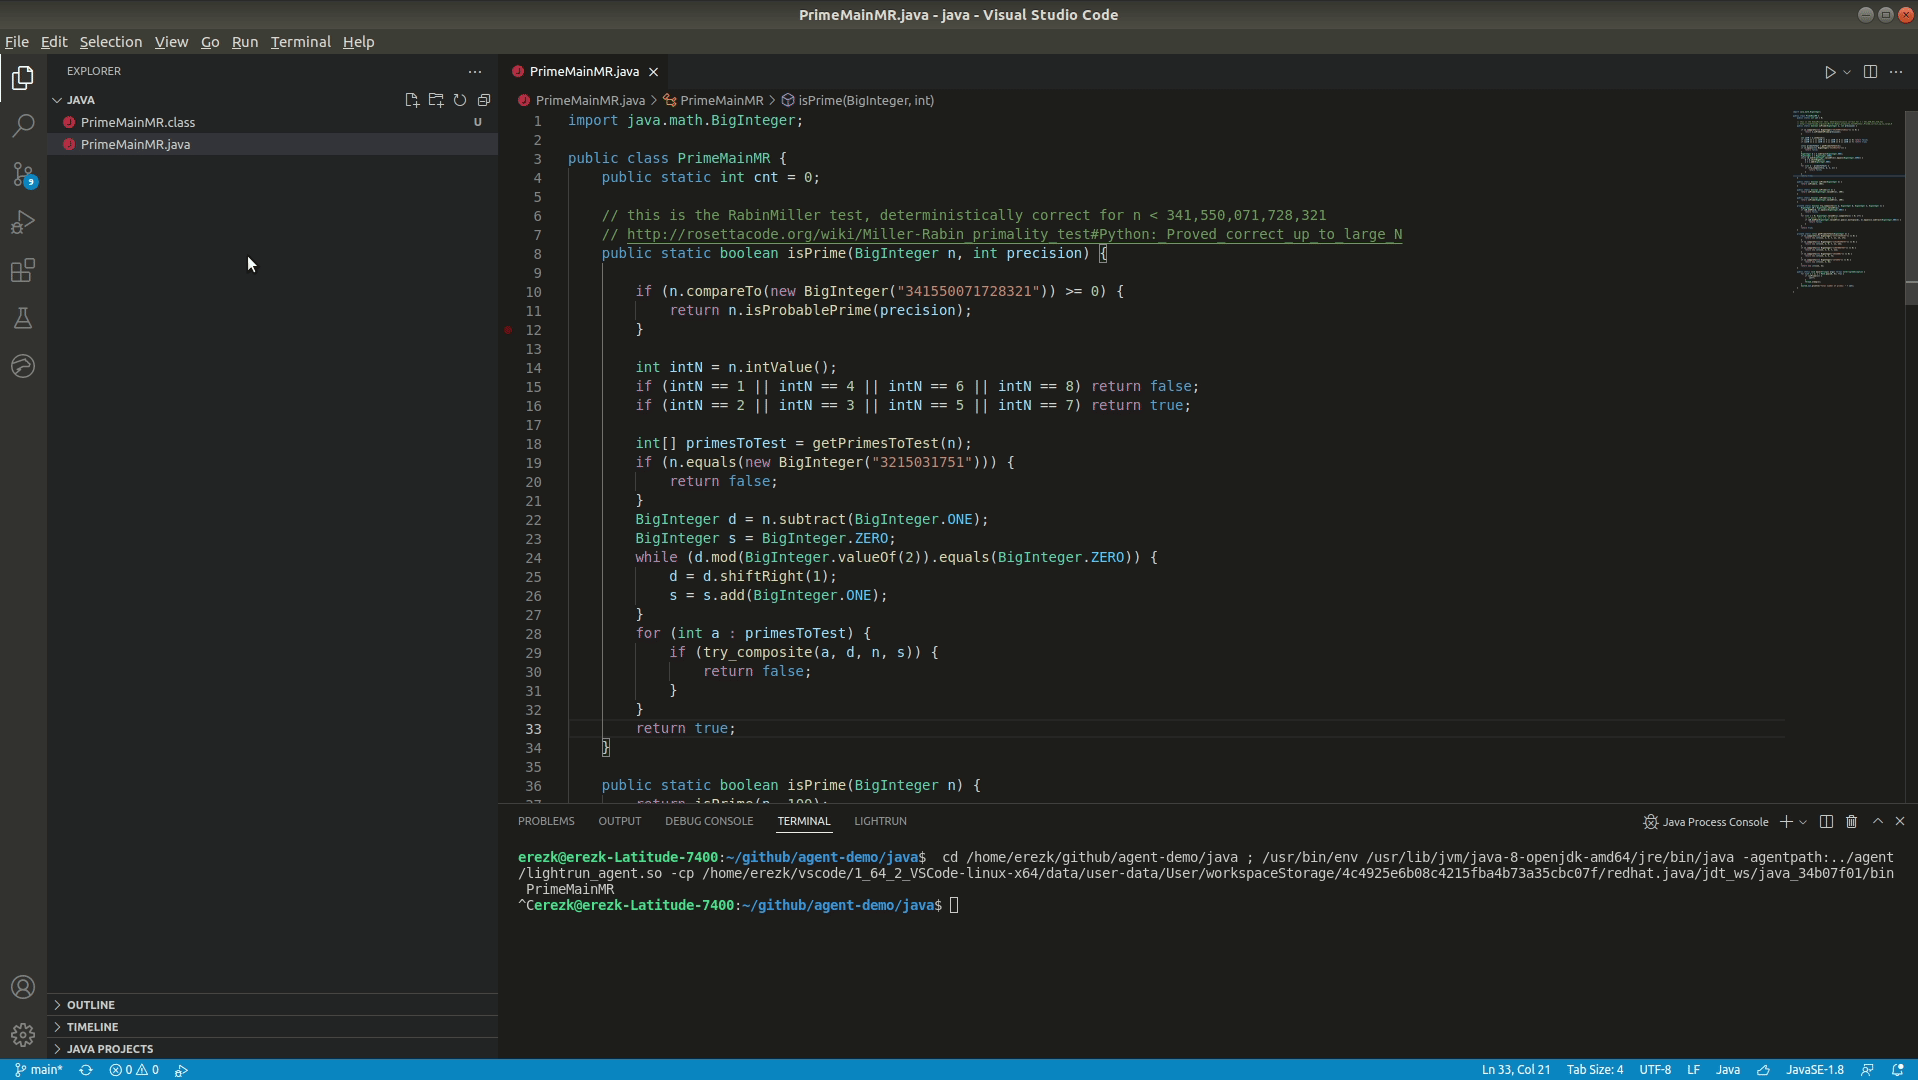 PrimeMainMR.java - java - Visual Studio Code
File Edit Selection View Go Run Terminal Help
EXPLORER
JAVA
PrimeMainMR.class U
PrimeMainMR.java
9
PrimeMainMR.java
PrimeMainMR.java > PrimeMainMR > isPrime(BigInteger, int)
1 import java.math.BigInteger;
2
3 public class PrimeMainMR {
4 public static int cnt = 0;
5
6 // this is the RabinMiller test, deterministically correct for n < 341,550,071,728,321
7 // http://rosettacode.org/wiki/Miller-Rabin_primality_test#Python:_Proved_correct_up_to_large_N
8 public static boolean isPrime(BigInteger n, int precision) {
9
10 if (n.compareTo(new BigInteger("341550071728321")) >= 0) {
11 return n.isProbablePrime(precision);
12 }
13
14 int intN = n.intValue();
15 if (intN == 1 || intN == 4 || intN == 6 || intN == 8) return false;
16 if (intN == 2 || intN == 3 || intN == 5 || intN == 7) return true;
17
18 int[] primesToTest = getPrimesToTest(n);
19 if (n.equals(new BigInteger("3215031751"))) {
20 return false;
21 }
22 BigInteger d = n.subtract(BigInteger.ONE);
23 BigInteger s = BigInteger.ZERO;
24 while (d.mod(BigInteger.valueOf(2)).equals(BigInteger.ZERO)) {
25 d = d.shiftRight(1);
26 s = s.add(BigInteger.ONE);
27 }
28 for (int a : primesToTest) {
29 if (try_composite(a, d, n, s)) {
30 return false;
31 }
32 }
33 return true;
34 }
35
36 public static boolean isPrime(BigInteger n) {
37 return isPrime(n, 100);
PROBLEMS OUTPUT DEBUG CONSOLE TERMINAL LIGHTRUN
Java Process Console
erezk@erezk-Latitude-7400:~/github/agent-demo/java$ cd /home/erezk/github/agent-demo/java ; /usr/bin/env /usr/lib/jvm/java-8-openjdk-amd64/jre/bin/java -agentpath:../agent
/lightrun_agent.so -cp /home/erezk/vscode/1_64_2_VSCode-linux-x64/data/user-data/User/workspaceStorage/4c4925e6b08c4215fba4b73a35cbc07f/redhat.java/jdt_ws/java_34b07f01/bin
PrimeMainMR
^Cerezk@erezk-Latitude-7400:~/github/agent-demo/java$
OUTLINE
TIMELINE
JAVA PROJECTS
main* 0 0
Ln 33, Col 21 Tab Size: 4 UTF-8 LF Java JavaSE-1.8